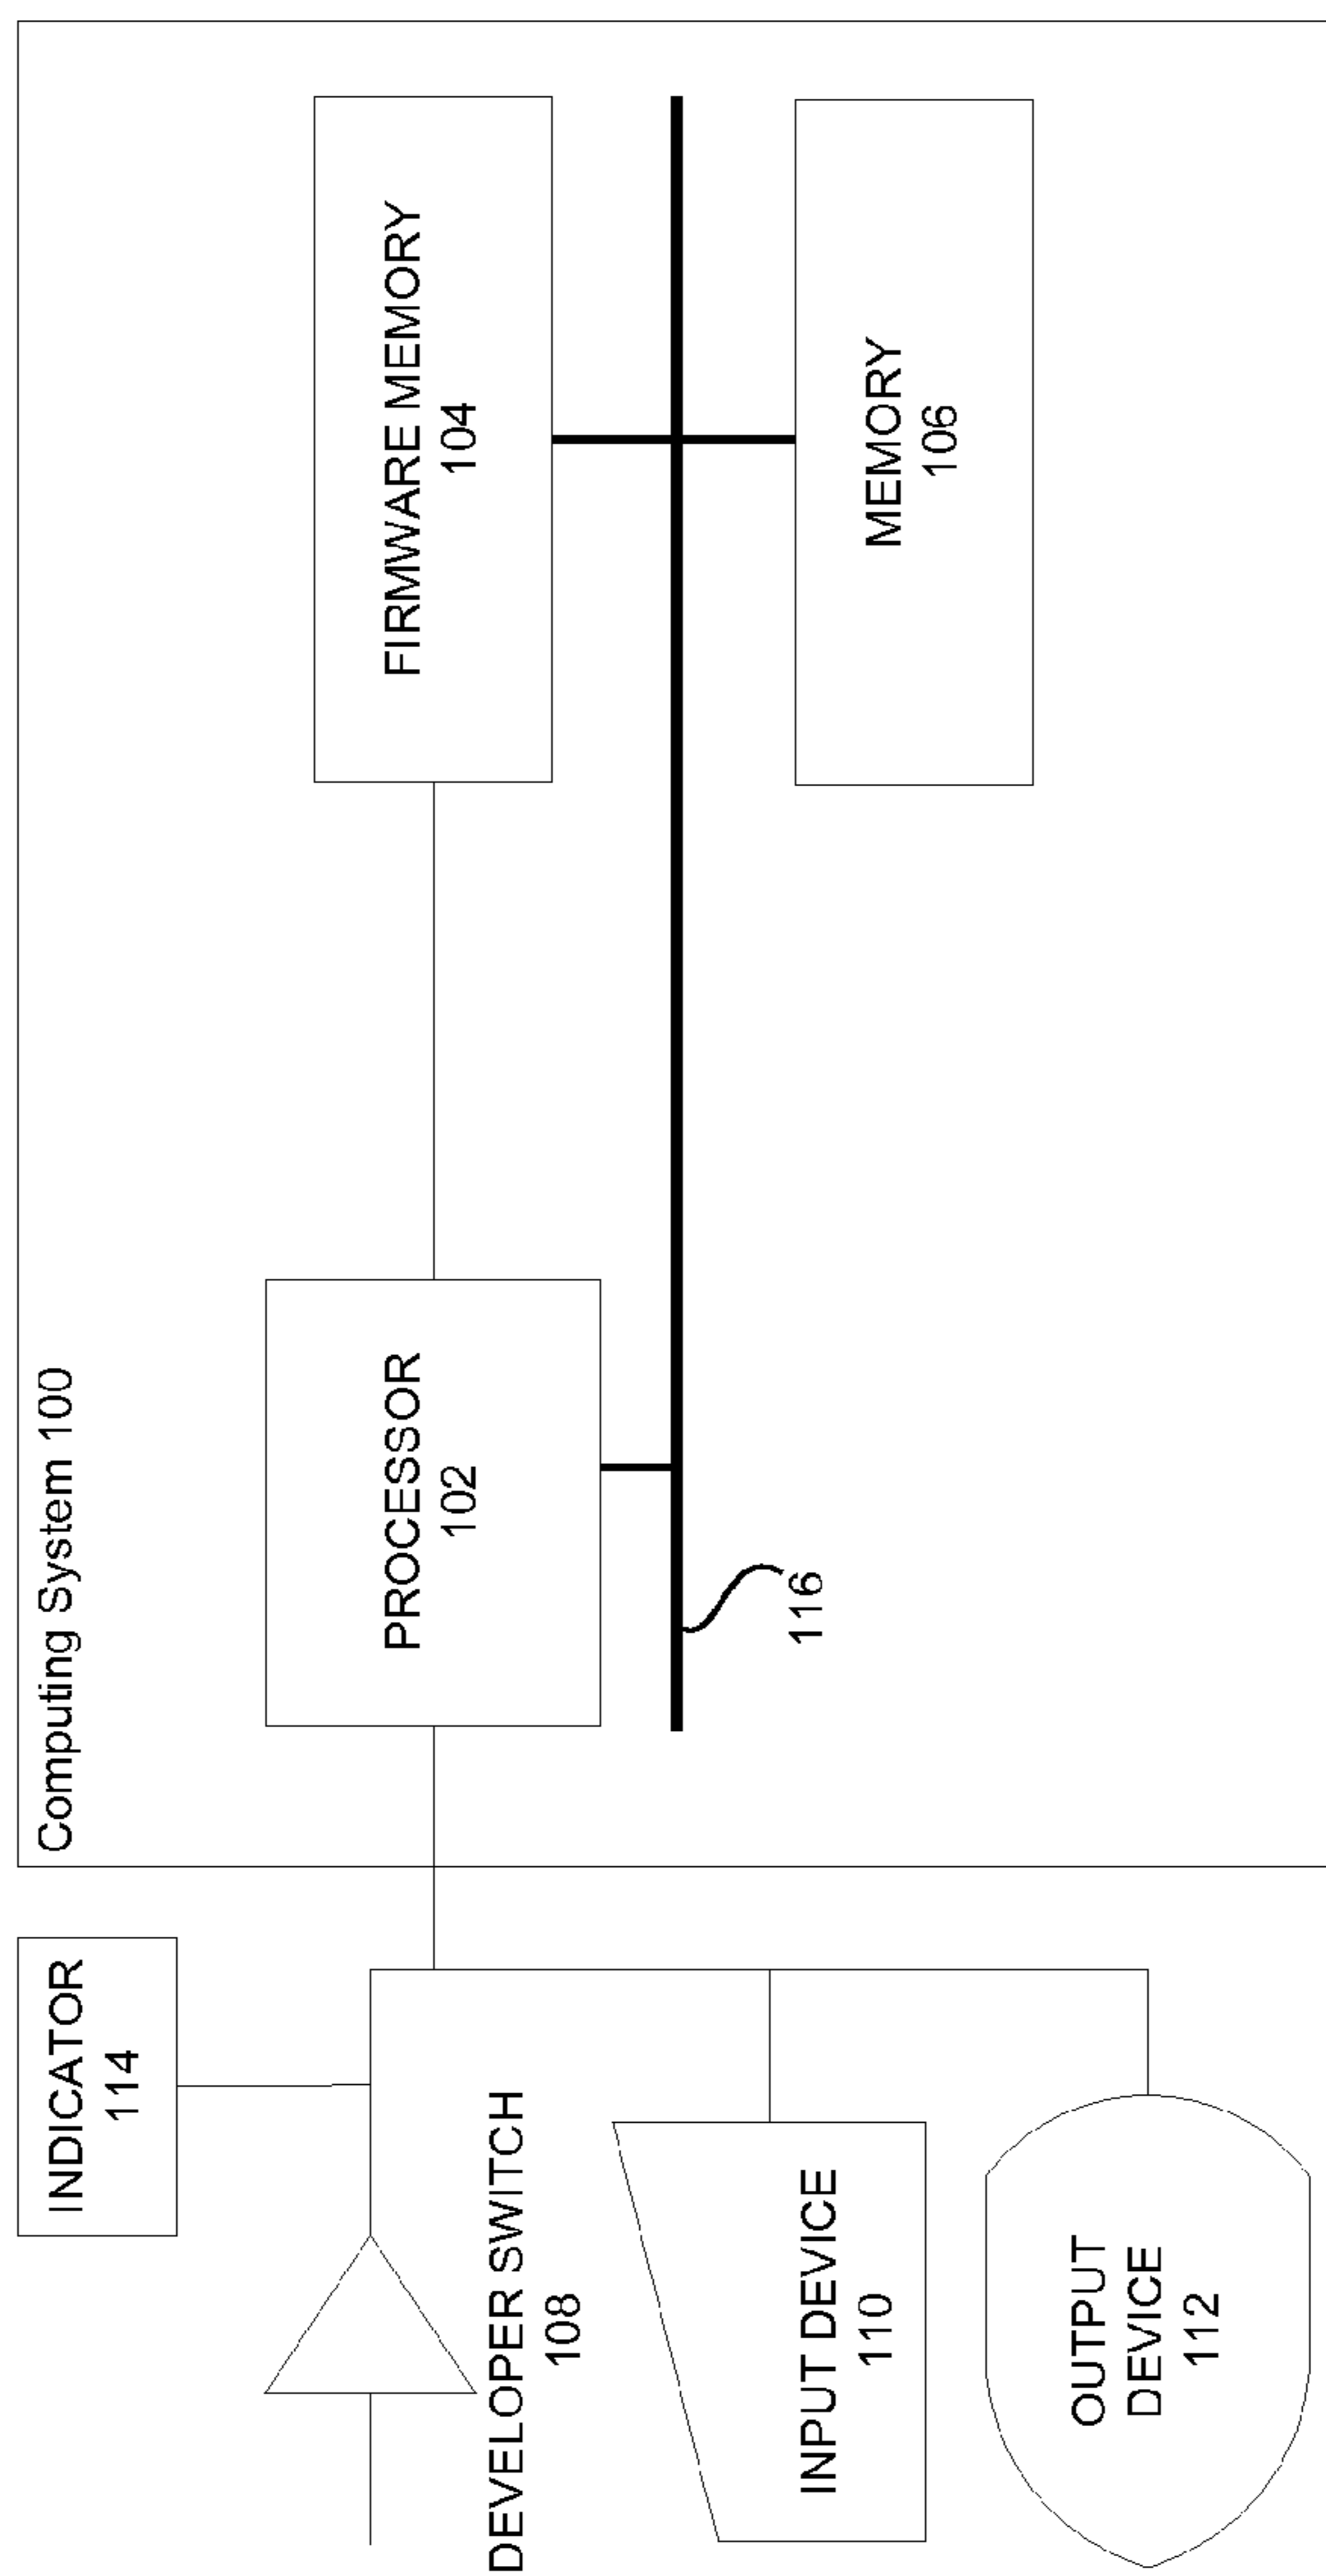 Computing System 100
INDICATOR
114
DEVELOPER SWITCH
108
INPUT DEVICE
110
OUTPUT
DEVICE
112
PROCESSOR
102
116
FIRMWARE MEMORY
104
MEMORY
106